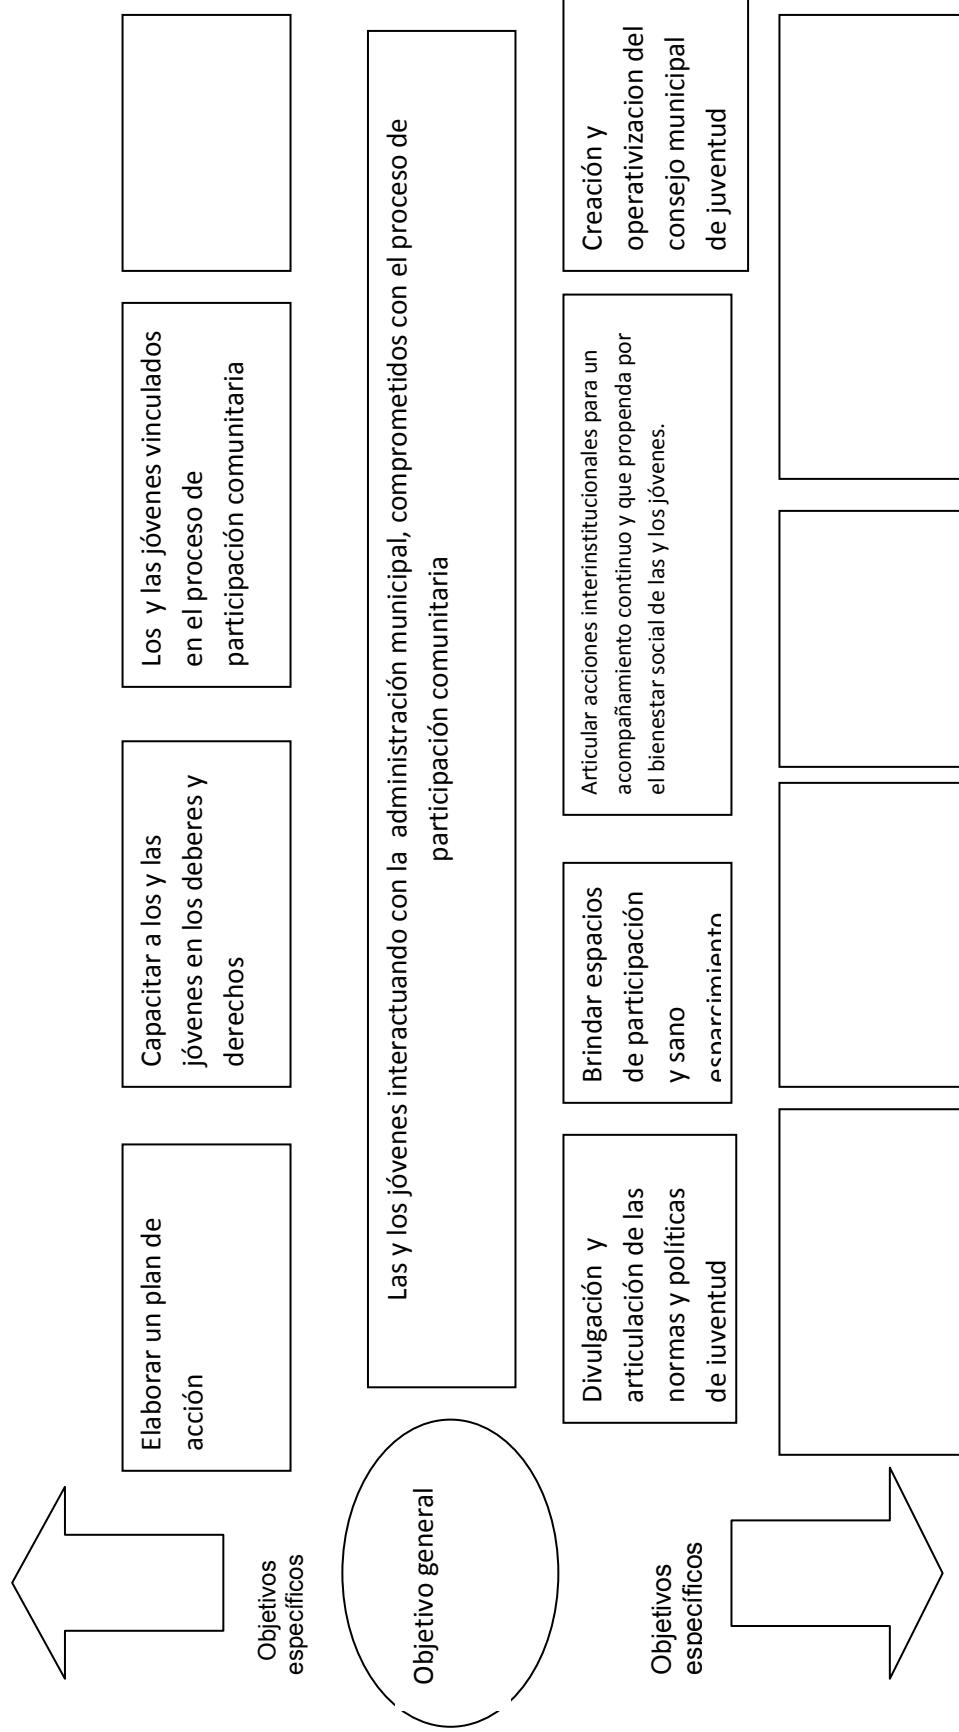 Elaborar un plan de
acción
Capacitar a los y las
jóvenes en los deberes y
derechos
Los y las jóvenes vinculados
en el proceso de
participación comunitaria
Objetivos
específicos
Objetivo general
Las y los jóvenes interactuando con la administración municipal, comprometidos con el proceso de
participación comunitaria
Objetivos
específicos
Divulgación y
articulación de las
normas y políticas
de juventud
Brindar espacios
de participación
y sano
esparcimiento
Articular acciones interinstitucionales para un
acompañamiento continuo y que propenda por
el bienestar social de las y los jóvenes.
Creación y
operativizacion del
consejo municipal
de juventud